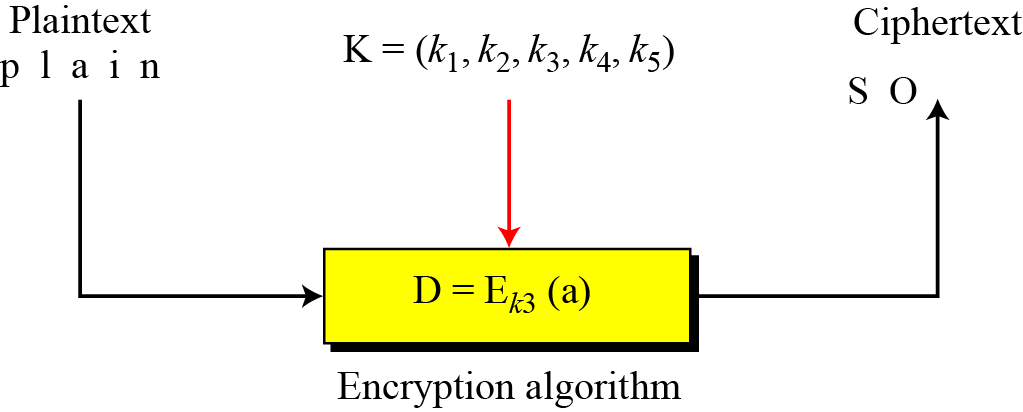 Plaintext
p l a i n
K = (k₁, k₂, k₃, k₄, k₅)
Ciphertext
S O
D = Eₖ₃ (a)
Encryption algorithm